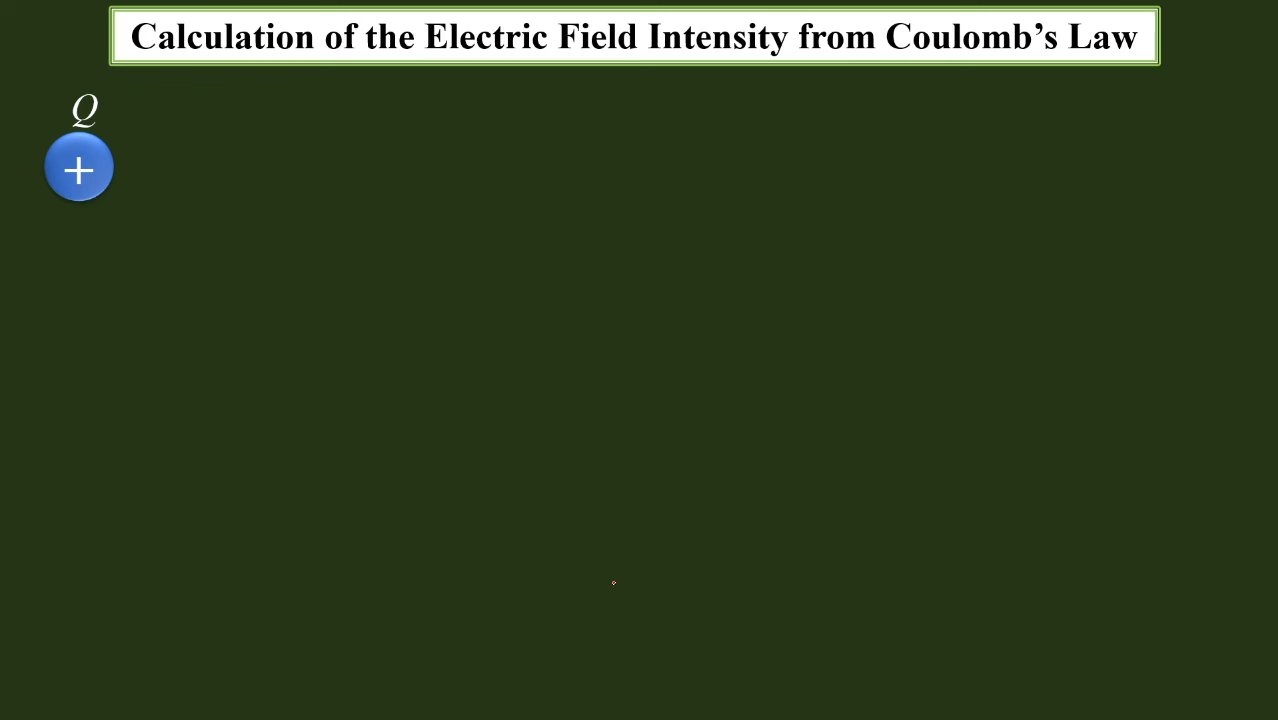 Calculation of the Electric Field Intensity from Coulomb’s Law
Q
+